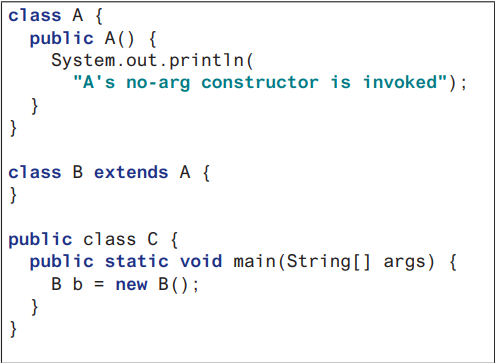 class A {
  public A() {
    System.out.println(
      "A's no-arg constructor is invoked");
  }
}

class B extends A {
}

public class C {
  public static void main(String[] args) {
    B b = new B();
  }
}